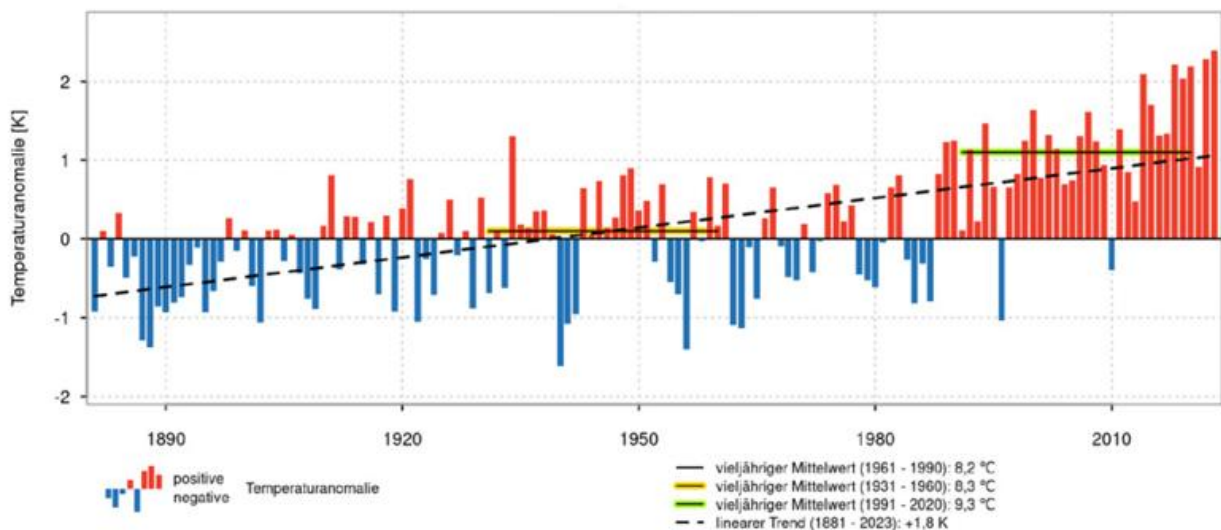 Temperaturanomalie [K]
2
1
0
-1
-2
1890 1920 1950 1980 2010
positive
negative
Temperaturanomalie
vieljähriger Mittelwert (1961 - 1990): 8,2 °C
vieljähriger Mittelwert (1931 - 1960): 8,3 °C
vieljähriger Mittelwert (1991 - 2020): 9,3 °C
linearer Trend (1881 - 2023): +1,8 K